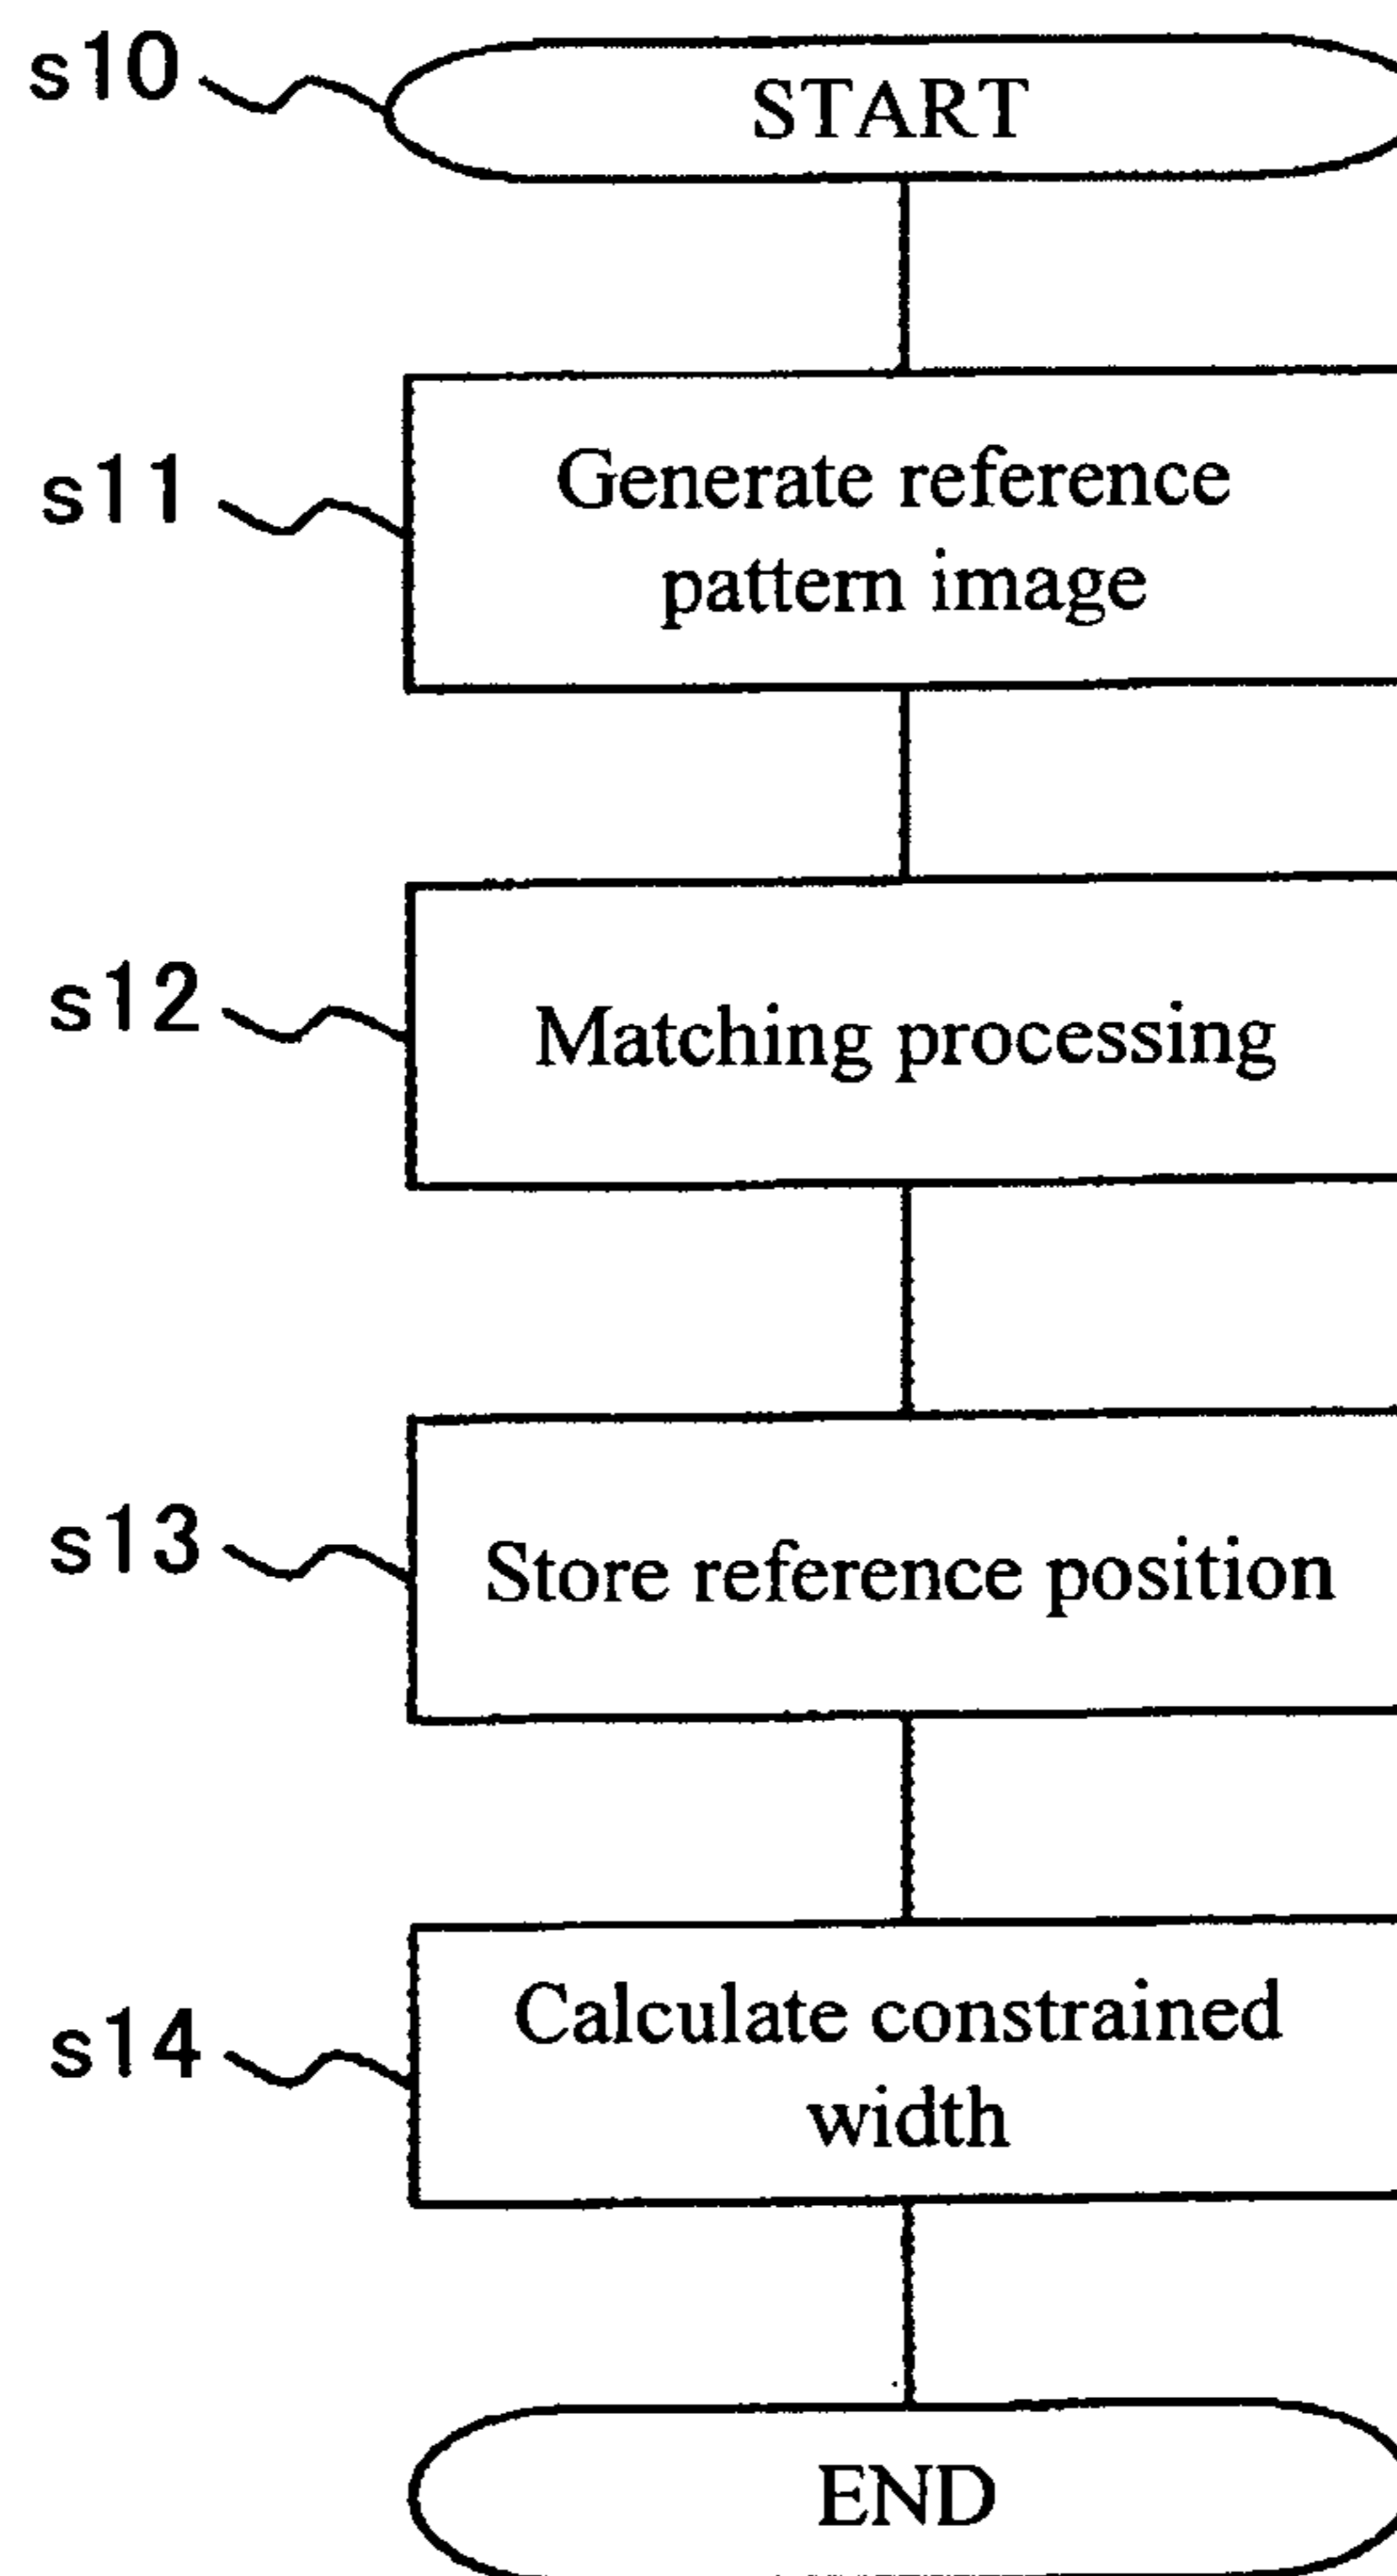 s10
START
s11
Generate reference
pattern image
s12
Matching processing
s13
Store reference position
s14
Calculate constrained
width
END